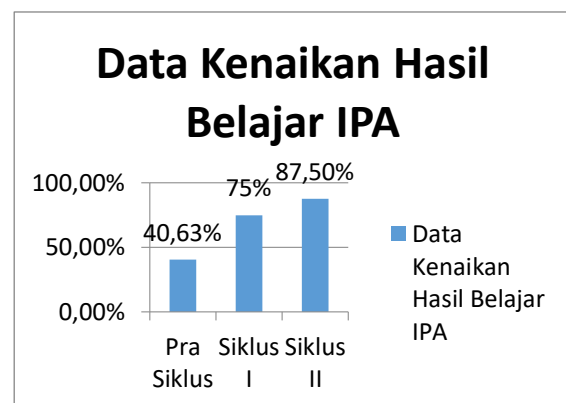 Data Kenaikan Hasil
Belajar IPA
100,00%
50,00%
0,00%
40,63%
75%
87,50%
Pra
Siklus
Siklus
I
Siklus
II
Data
Kenaikan
Hasil Belajar
IPA